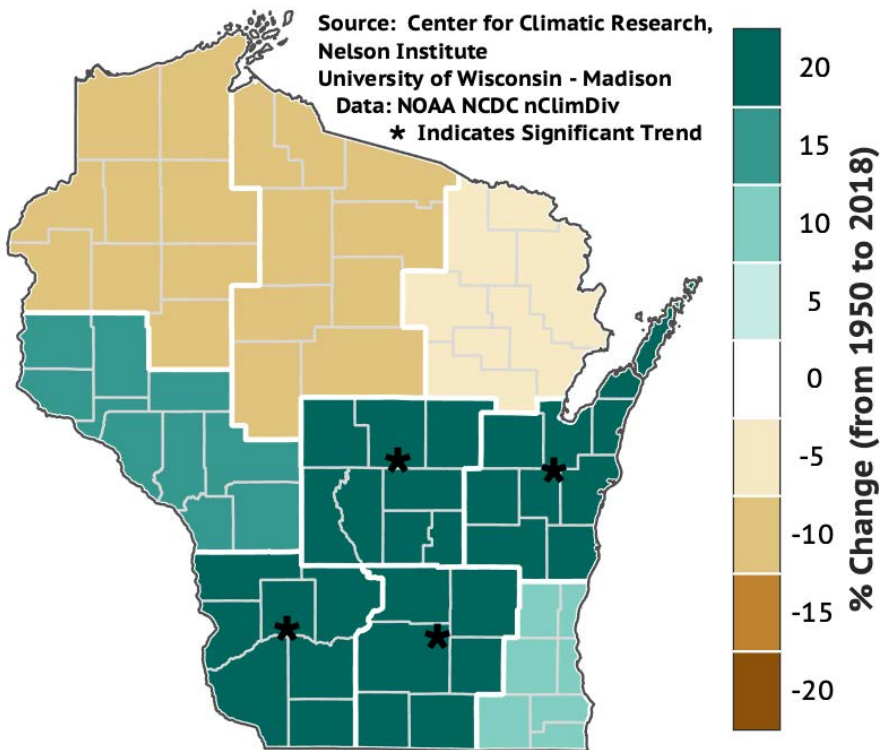 Source: Center for Climatic Research,
Nelson Institute
University of Wisconsin - Madison
Data: NOAA NCDC nClimDiv
* Indicates Significant Trend
20
15
10
5
0
-5
-10
-15
-20
% Change (from 1950 to 2018)